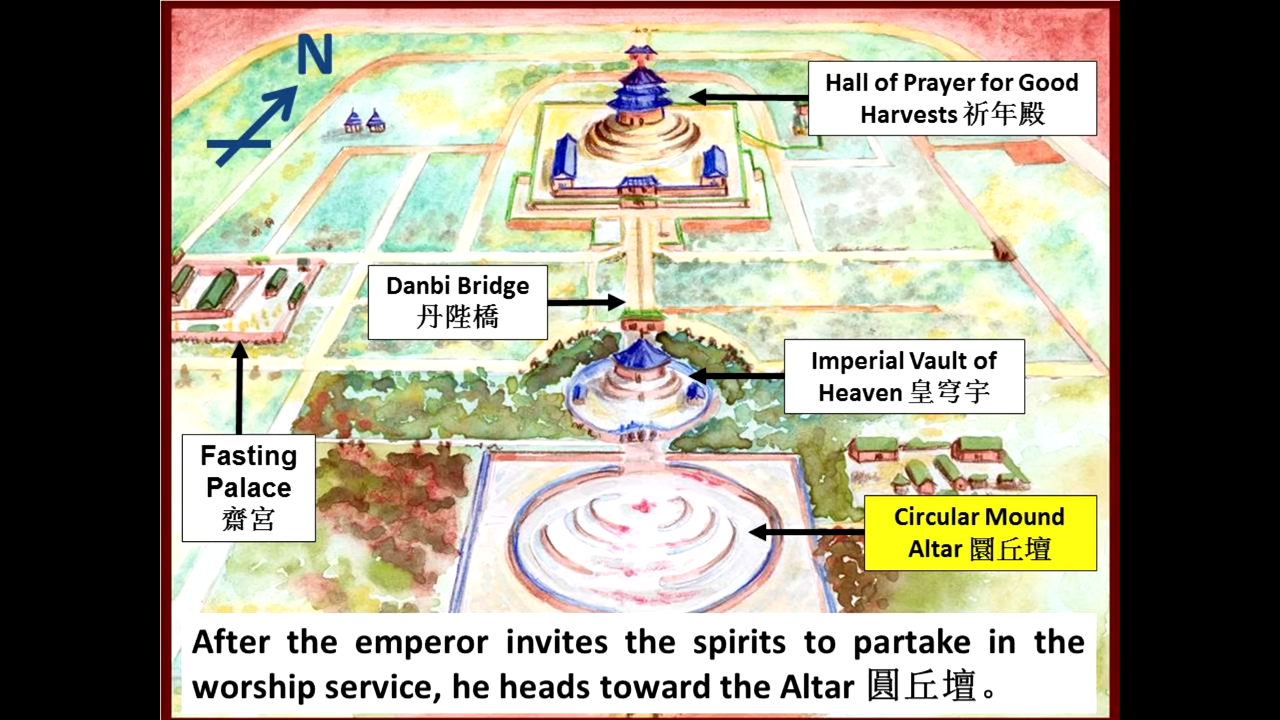 N
Hall of Prayer for Good
Harvests 祈年殿
Danbi Bridge
丹陛橋
Imperial Vault of
Heaven 皇穹宇
Fasting
Palace
齋宮
Circular Mound
Altar 圜丘壇
After the emperor invites the spirits to partake in the
worship service, he heads toward the Altar 圜丘壇。